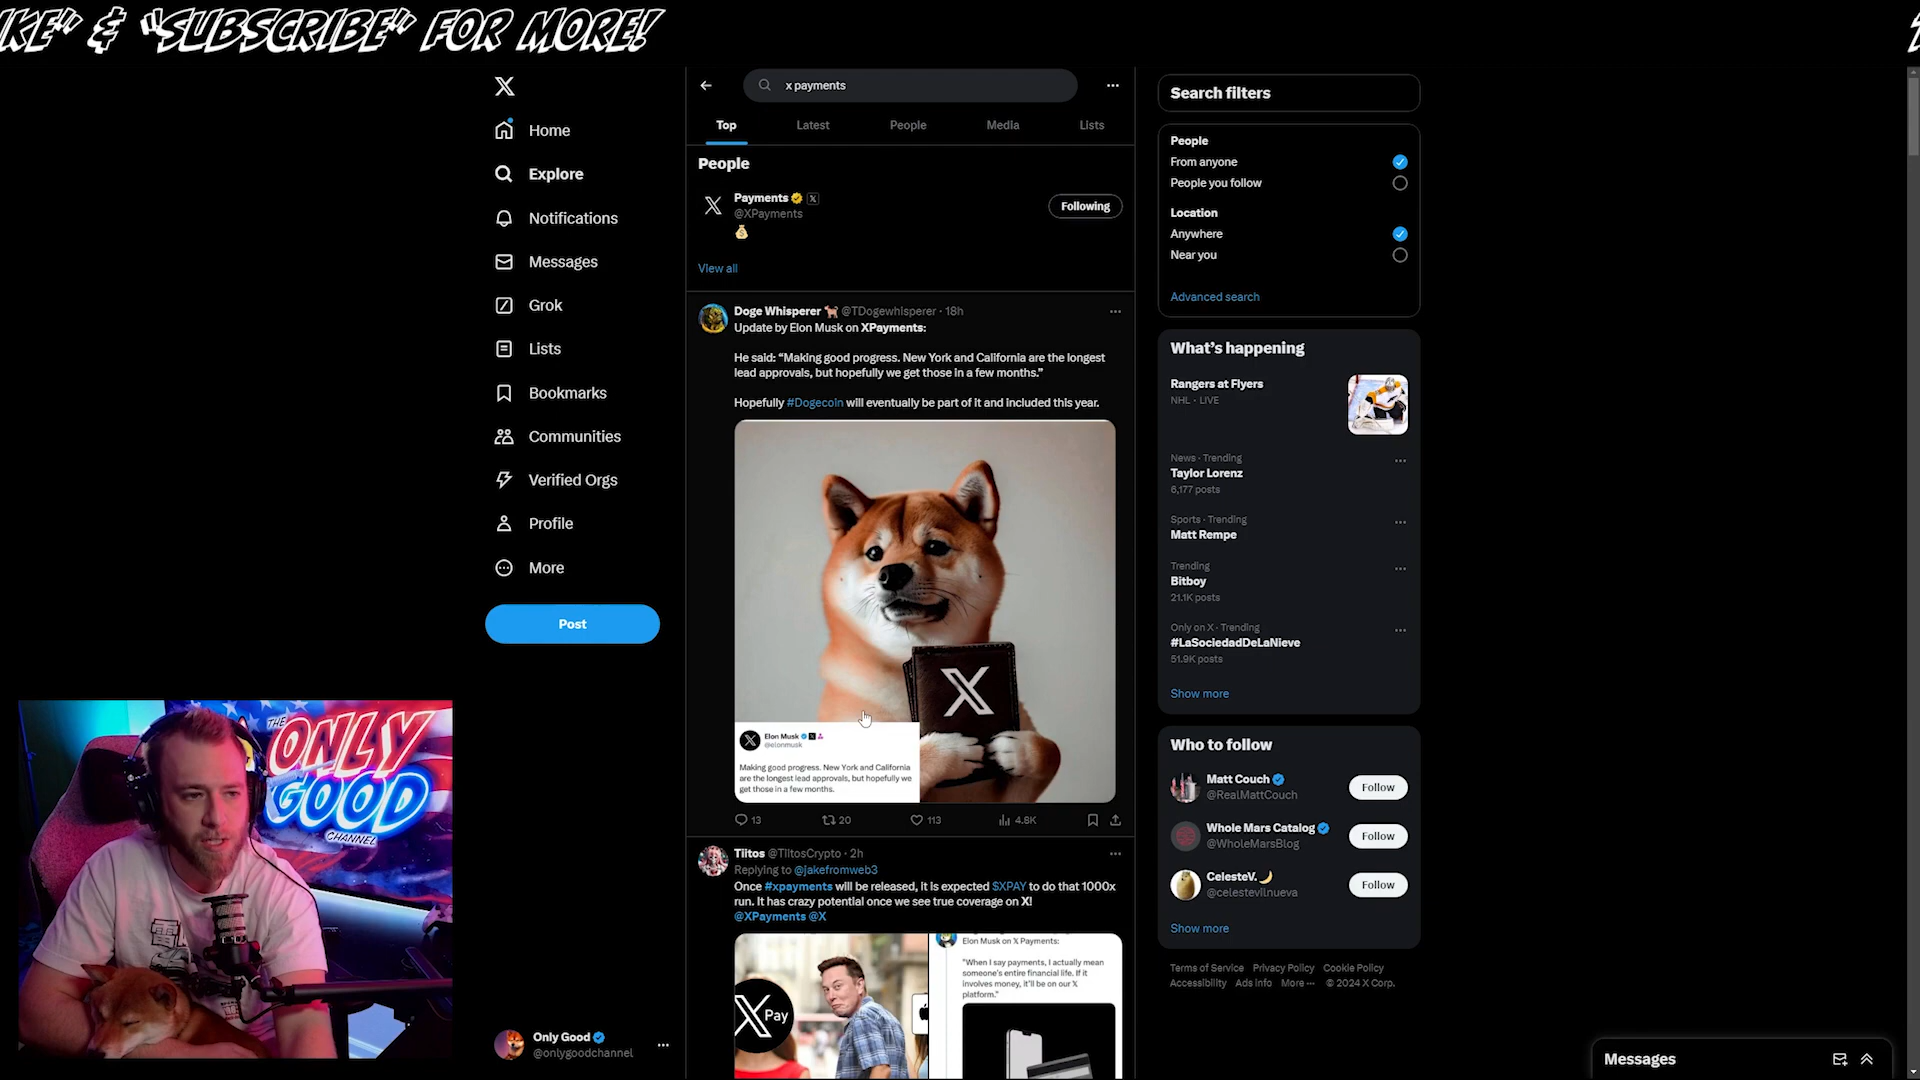 IKE" & "SUBSCRIBE" FOR MORE!
Home
Explore
Notifications
Messages
Grok
Lists
Bookmarks
Communities
Verified Orgs
Profile
More
Post
Only Good
@onlygoodchannel
x payments
Top Latest People Media Lists
People
Payments
@XPayments
Following
View all
Doge Whisperer @TDogewhisperer · 18h
Update by Elon Musk on XPayments:
He said: “Making good progress. New York and California are the longest
lead approvals, but hopefully we get those in a few months.”
Hopefully #Dogecoin will eventually be part of it and included this year.
X
Elon Musk
@elonmusk
Making good progress. New York and California
are the longest lead approvals, but hopefully we
get those in a few months.
13 20 113 4.8K
Tiitos @TiitosCrypto · 2h
Replying to @jakefromweb3
Once #xpayments will be released, it is expected $XPAY to do that 1000x
run. It has crazy potential once we see true coverage on X!
@XPayments @X
X Pay
Elon Musk on X Payments:
"When I say payments, I actually mean
someone's entire financial life. If it
involves money, it'll be on our X
platform."
Search filters
People
From anyone
People you follow
Location
Anywhere
Near you
Advanced search
What’s happening
Rangers at Flyers
NHL · LIVE
News · Trending
Taylor Lorenz
6,177 posts
Sports · Trending
Matt Rempe
Trending
Bitboy
21.1K posts
Only on X · Trending
#LaSociedadDeLaNieve
51.9K posts
Show more
Who to follow
Matt Couch
@RealMattCouch
Follow
Whole Mars Catalog
@WholeMarsBlog
Follow
CelesteV.
@celestevllnueva
Follow
Show more
Terms of Service Privacy Policy Cookie Policy
Accessibility Ads info More ··· © 2024 X Corp.
Messages
THE
ONLY
GOOD
CHANNEL